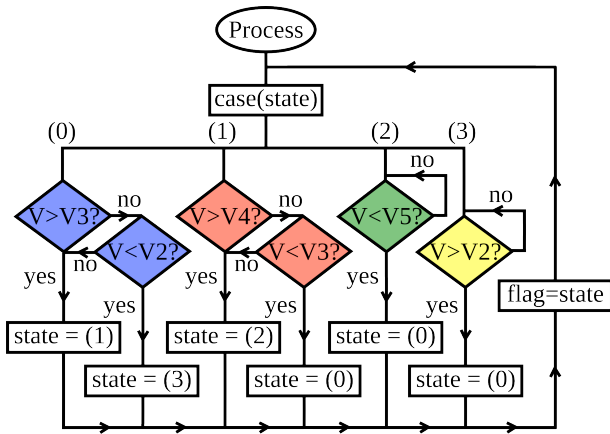 Process
case(state)
(0)
(1)
(2)
(3)
no
no
no
no
V>V3?
V<V2?
V>V4?
V<V3?
V<V5?
V>V2?
no
no
yes
yes
yes
yes
yes
yes
flag=state
state = (1)
state = (2)
state = (0)
state = (3)
state = (0)
state = (0)